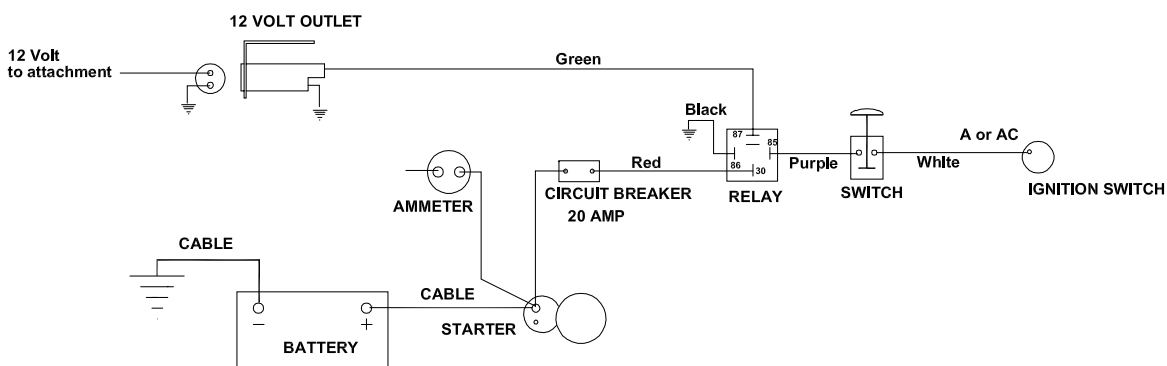 12 VOLT OUTLET
12 Volt
to attachment
Green
Black
87
85
86
30
A or AC
Red
Purple
White
CIRCUIT BREAKER
20 AMP
RELAY
SWITCH
IGNITION SWITCH
AMMETER
CABLE
CABLE
STARTER
− +
BATTERY